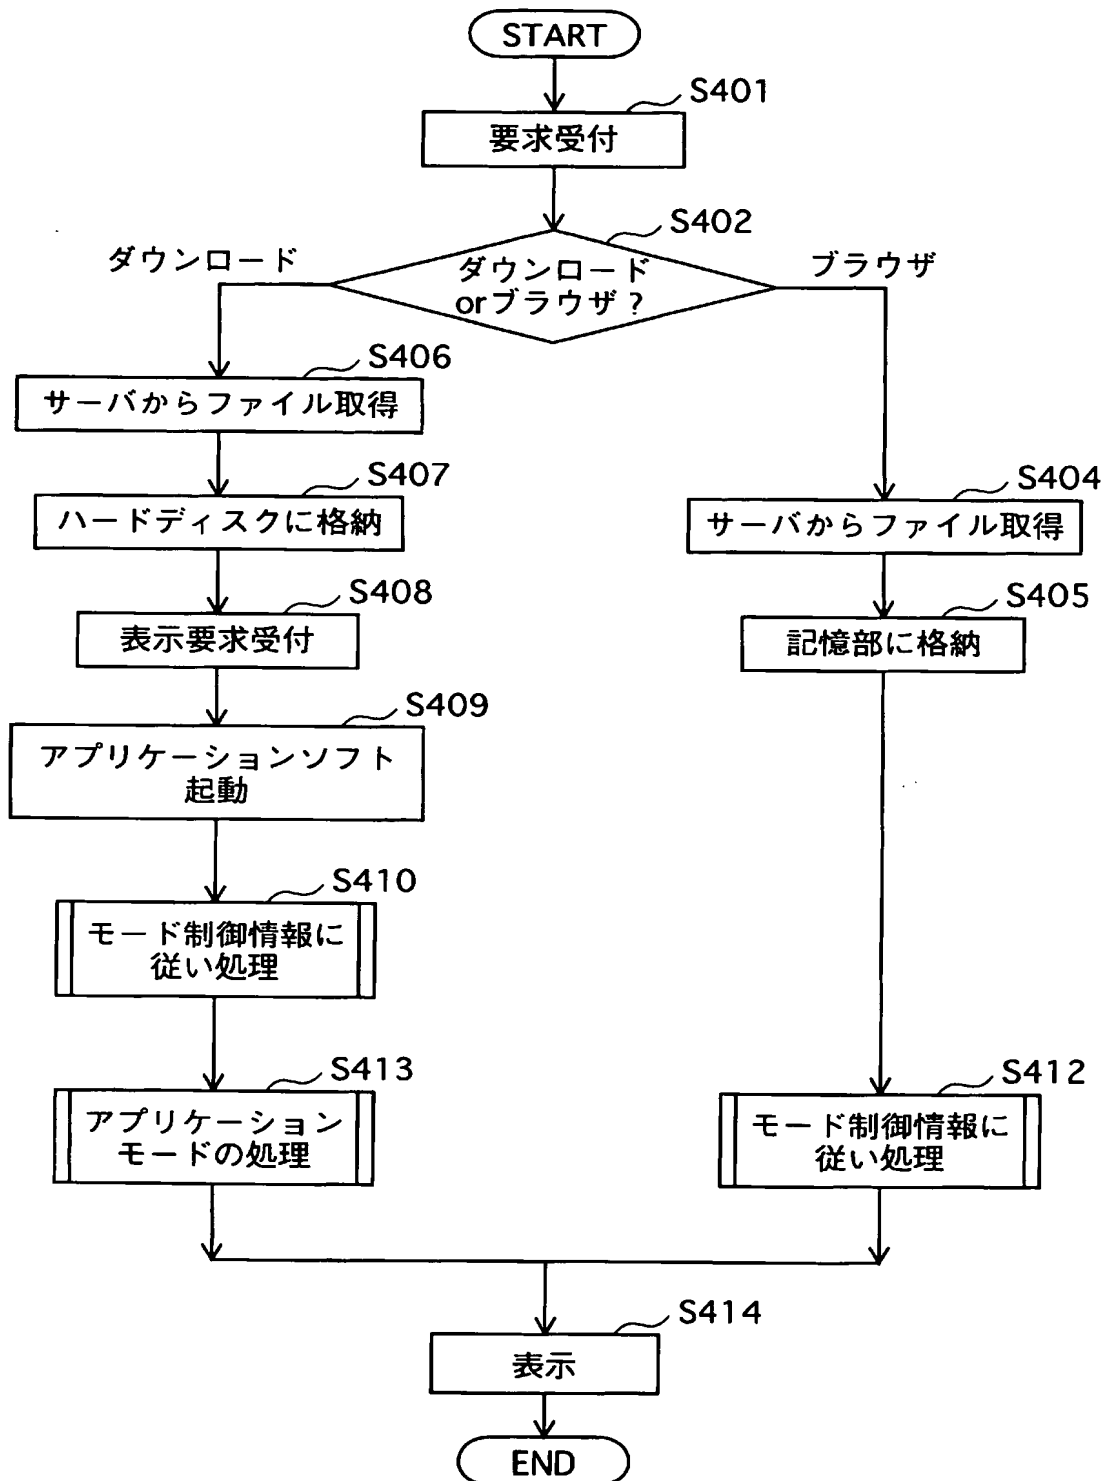 START
S401
要求受付
S402
ダウンロード
ダウンロード
orブラウザ?
ブラウザ
S406
サーバからファイル取得
S407
ハードディスクに格納
S404
サーバからファイル取得
S408
表示要求受付
S405
記憶部に格納
S409
アプリケーションソフト
起動
S410
モード制御情報に
従い処理
S413
アプリケーション
モードの処理
S412
モード制御情報に
従い処理
S414
表示
END